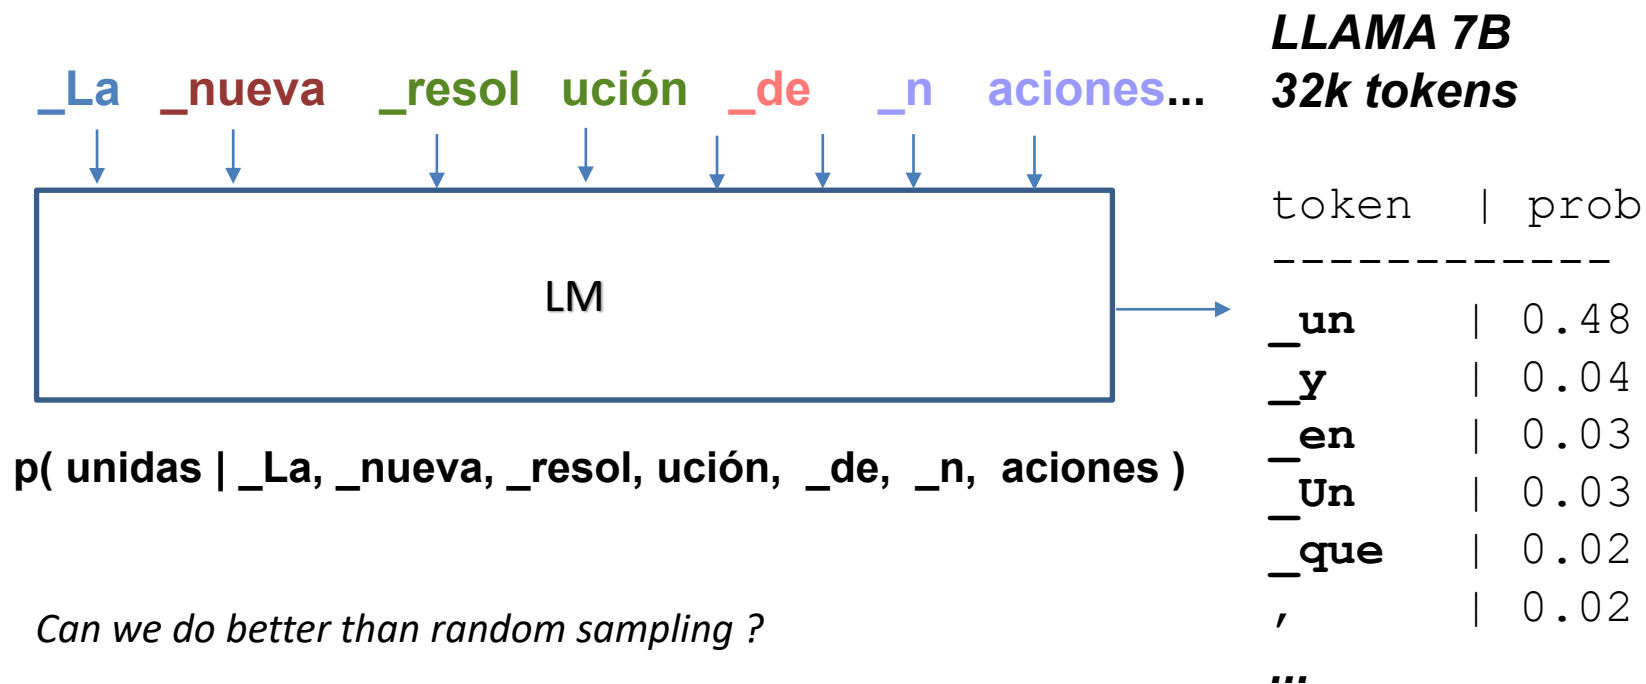 _La _nueva _resol ución _de _n aciones...
LM
p( unidas | _La, _nueva, _resol, ución, _de, _n, aciones )
Can we do better than random sampling ?
LLAMA 7B
32k tokens
token | prob
------------
_un | 0.48
_y | 0.04
_en | 0.03
_Un | 0.03
_que | 0.02
, | 0.02
...